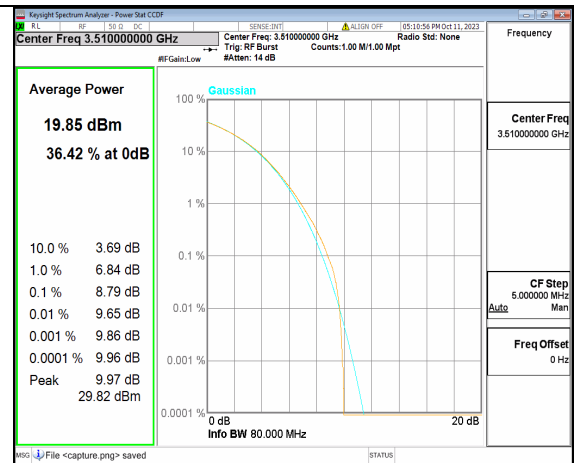 Keysight Spectrum Analyzer - Power Stat CCDF
RL RF 50 Ω DC SENSE:INT ALIGN OFF 05:10:56 PM Oct 11, 2023
Center Freq 3.510000000 GHz
Center Freq: 3.510000000 GHz Radio Std: None
Trig: RF Burst Counts:1.00 M/1.00 Mpt
#IFGain:Low #Atten: 14 dB
Frequency
Average Power
19.85 dBm
36.42 % at 0dB
10.0 % 3.69 dB
1.0 % 6.84 dB
0.1 % 8.79 dB
0.01 % 9.65 dB
0.001 % 9.86 dB
0.0001 % 9.96 dB
Peak 9.97 dB
29.82 dBm
Gaussian
100 %
10 %
1 %
0.1 %
0.01 %
0.001 %
0.0001 %
0 dB 20 dB
Info BW 80.000 MHz
Center Freq
3.510000000 GHz
CF Step
5.000000 MHz
Auto Man
Freq Offset
0 Hz
MSG File <capture.png> saved STATUS